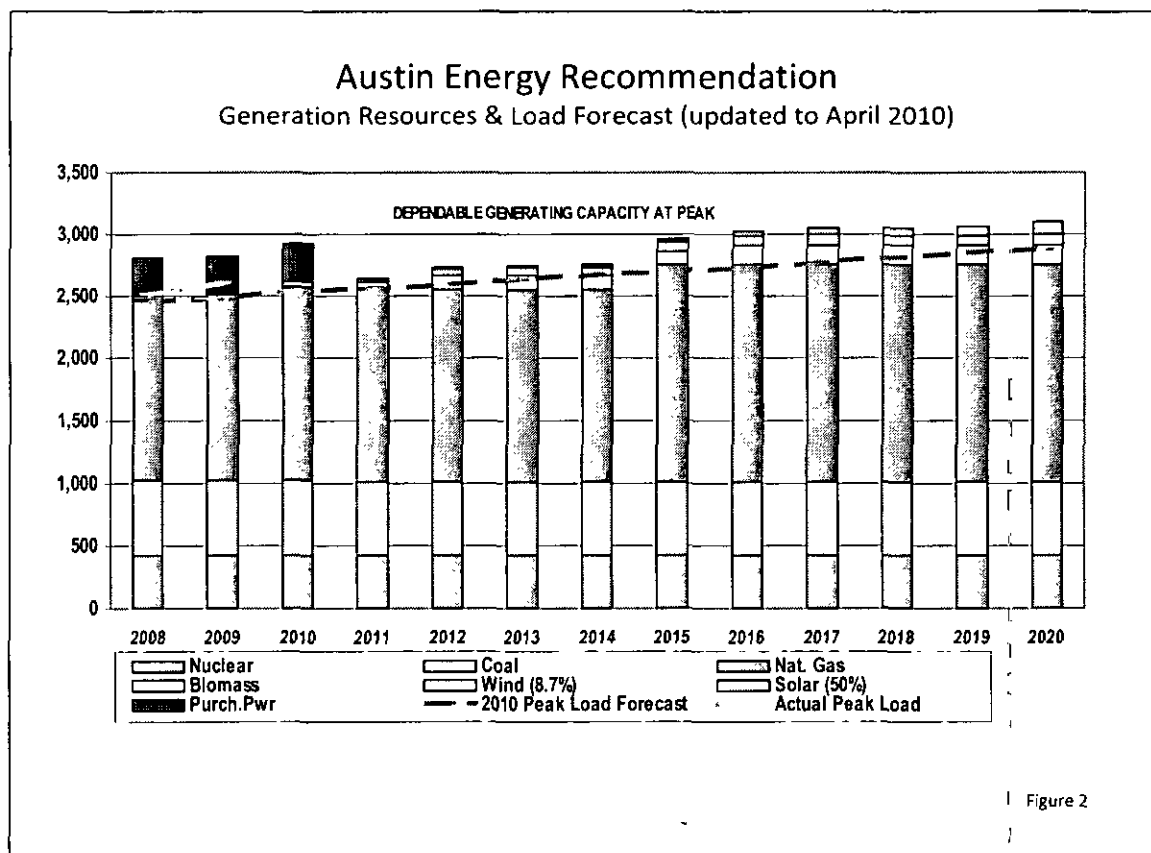 Austin Energy Recommendation
Generation Resources & Load Forecast (updated to April 2010)
3,500
DEPENDABLE GENERATING CAPACITY AT PEAK
3,000
2,500
2,000
1,500
1,000
500
0
2008 2009 2010 2011 2012 2013 2014 2015 2016 2017 2018 2019 2020
Nuclear Coal Nat. Gas
Biomass Wind (8.7%) Solar (50%)
Purch.Pwr 2010 Peak Load Forecast Actual Peak Load
Figure 2